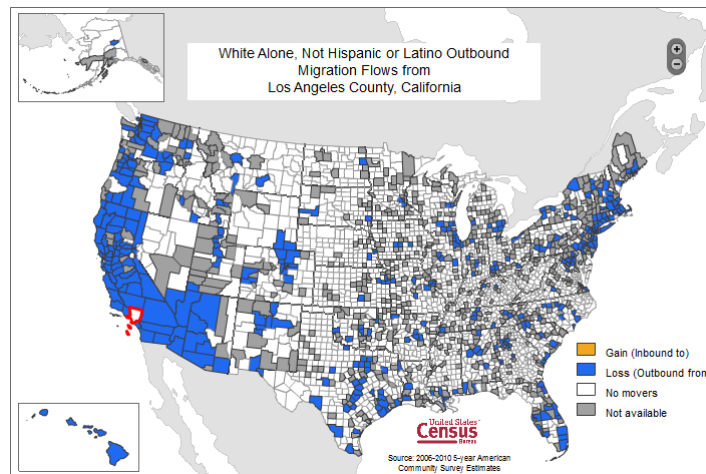 White Alone, Not Hispanic or Latino Outbound
Migration Flows from
Los Angeles County, California
+
−
Gain (Inbound to)
Loss (Outbound from
No movers
Not available
United States®
Census
Bureau
Source: 2006-2010 5-year American
Community Survey Estimates